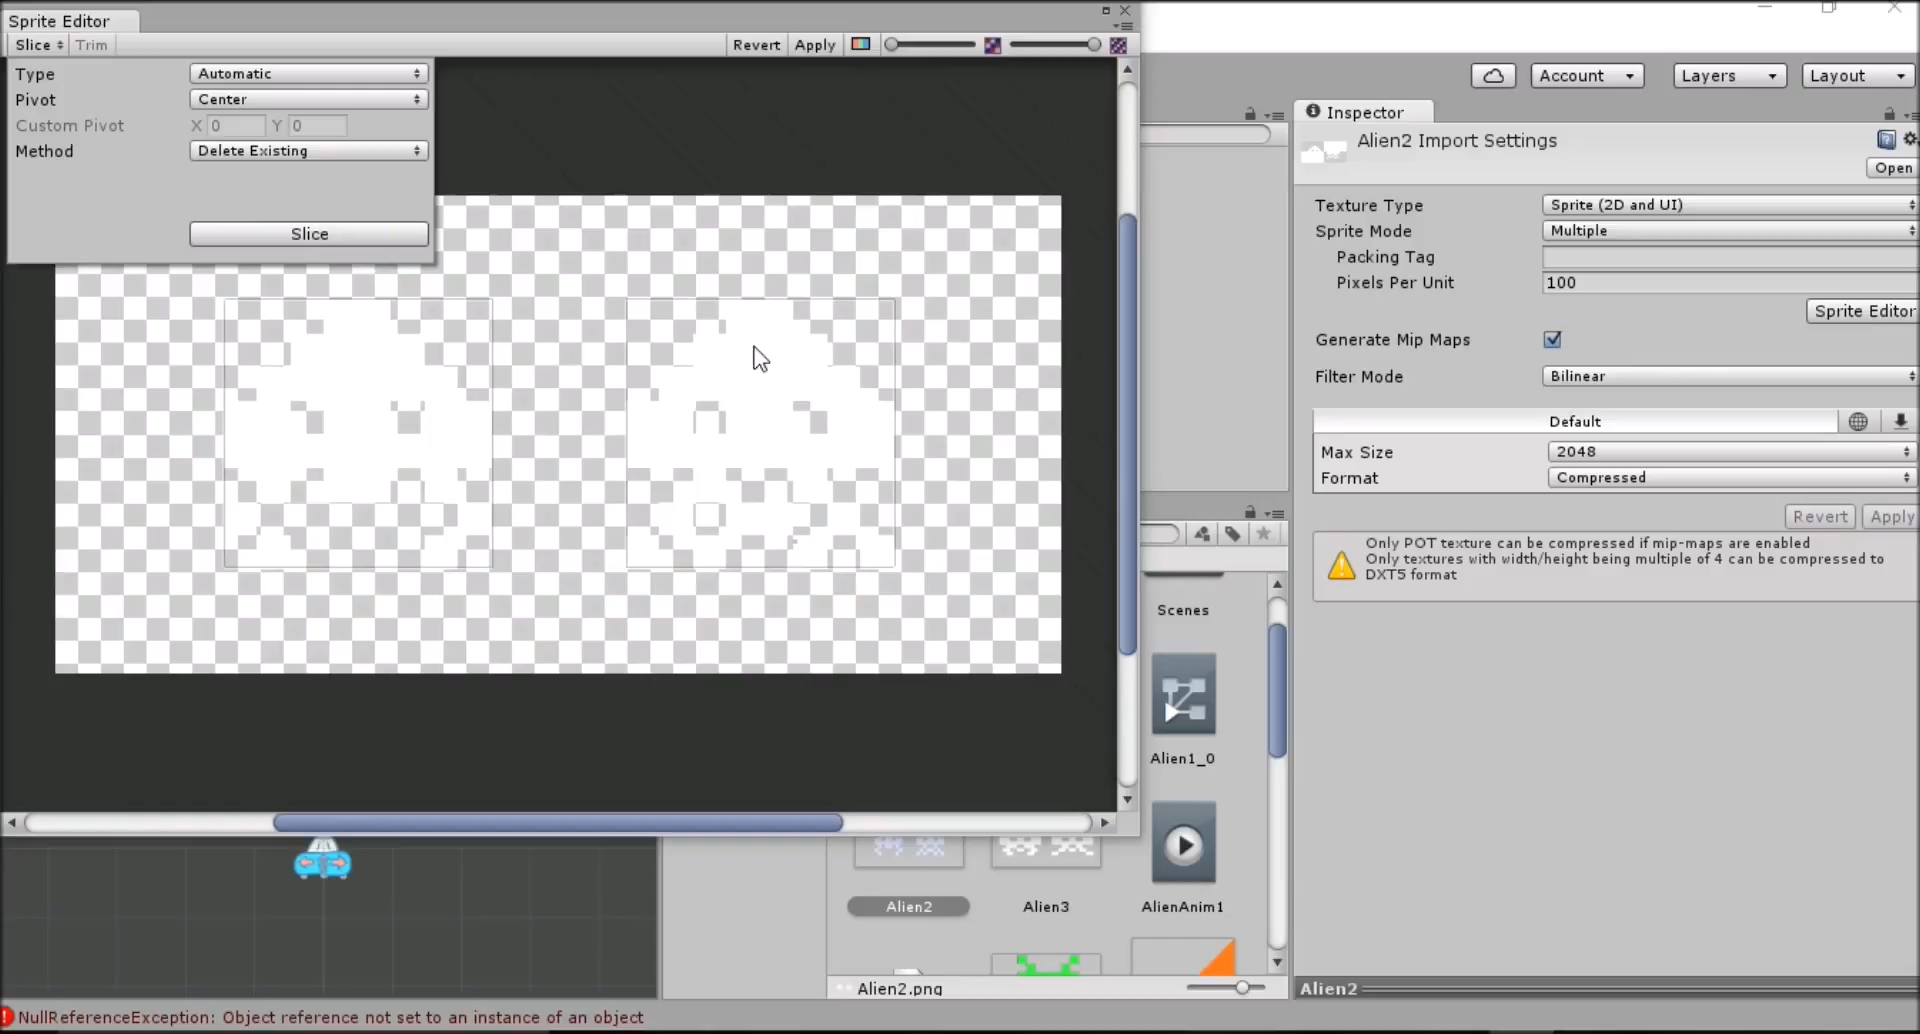 Sprite Editor
Slice Trim Revert Apply
Type Automatic
Pivot Center
Custom Pivot X 0 Y 0
Method Delete Existing
Slice
Account Layers Layout
Inspector
Alien2 Import Settings
Open
Texture Type Sprite (2D and UI)
Sprite Mode Multiple
Packing Tag
Pixels Per Unit 100
Sprite Editor
Generate Mip Maps
Filter Mode Bilinear
Default
Max Size 2048
Format Compressed
Revert Apply
Only POT texture can be compressed if mip-maps are enabled
Only textures with width/height being multiple of 4 can be compressed to
DXT5 format
Scenes
Alien1_0
Alien2 Alien3 AlienAnim1
Alien2.png
Alien2
NullReferenceException: Object reference not set to an instance of an object